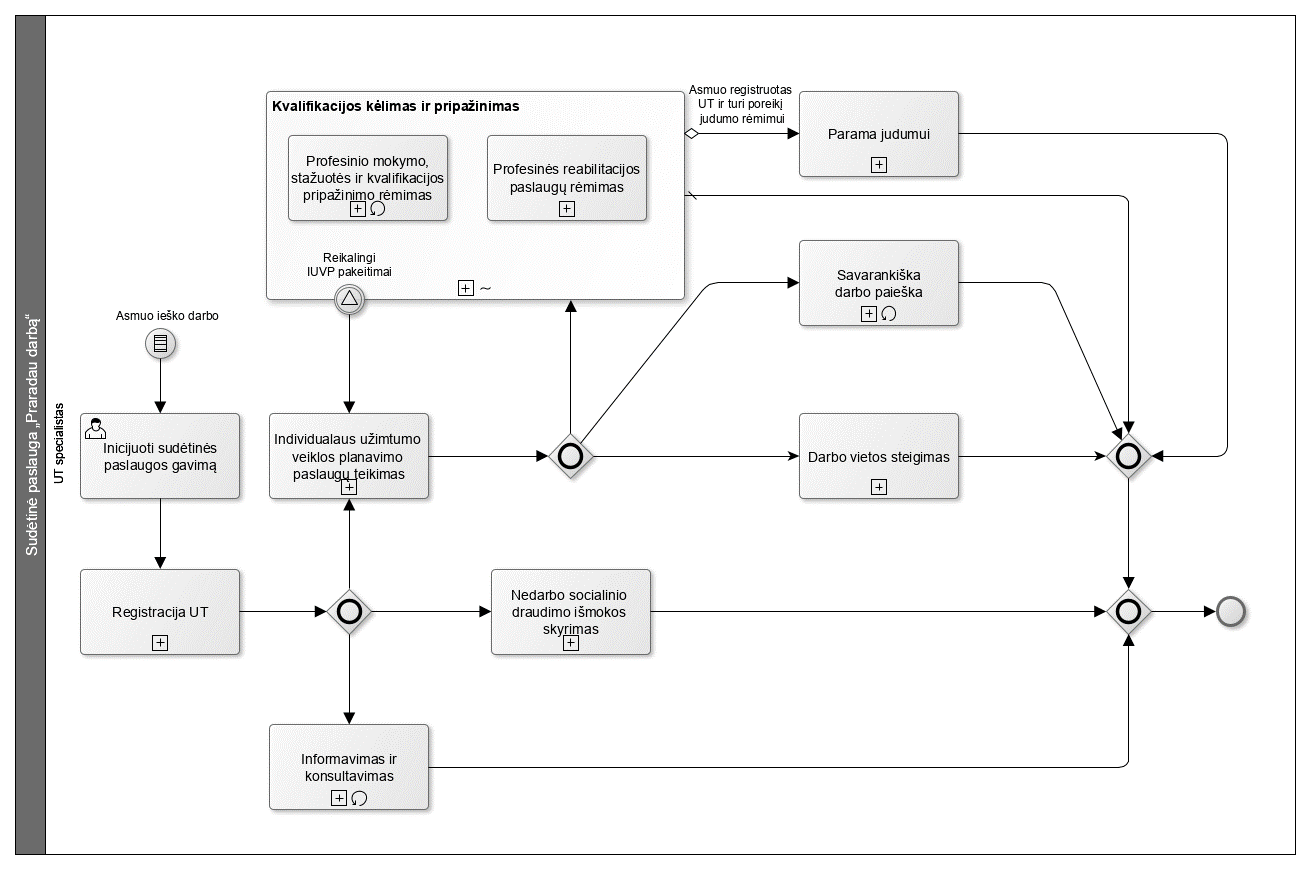 Sudėtinė paslauga „Praradau darbą“
UT specialistas
Asmuo ieško darbo
Inicijuoti sudėtinės
paslaugos gavimą
Registracija UT
Kvalifikacijos kėlimas ir pripažinimas
Profesinio mokymo,
stažuotės ir kvalifikacijos
pripažinimo rėmimas
Profesinės reabilitacijos
paslaugų rėmimas
Reikalingi
IUVP pakeitimai
Individualaus užimtumo
veiklos planavimo
paslaugų teikimas
Asmuo registruotas
UT ir turi poreikį
judumo rėmimui
Parama judumui
Savarankiška
darbo paieška
Darbo vietos steigimas
Nedarbo socialinio
draudimo išmokos
skyrimas
Informavimas ir
konsultavimas